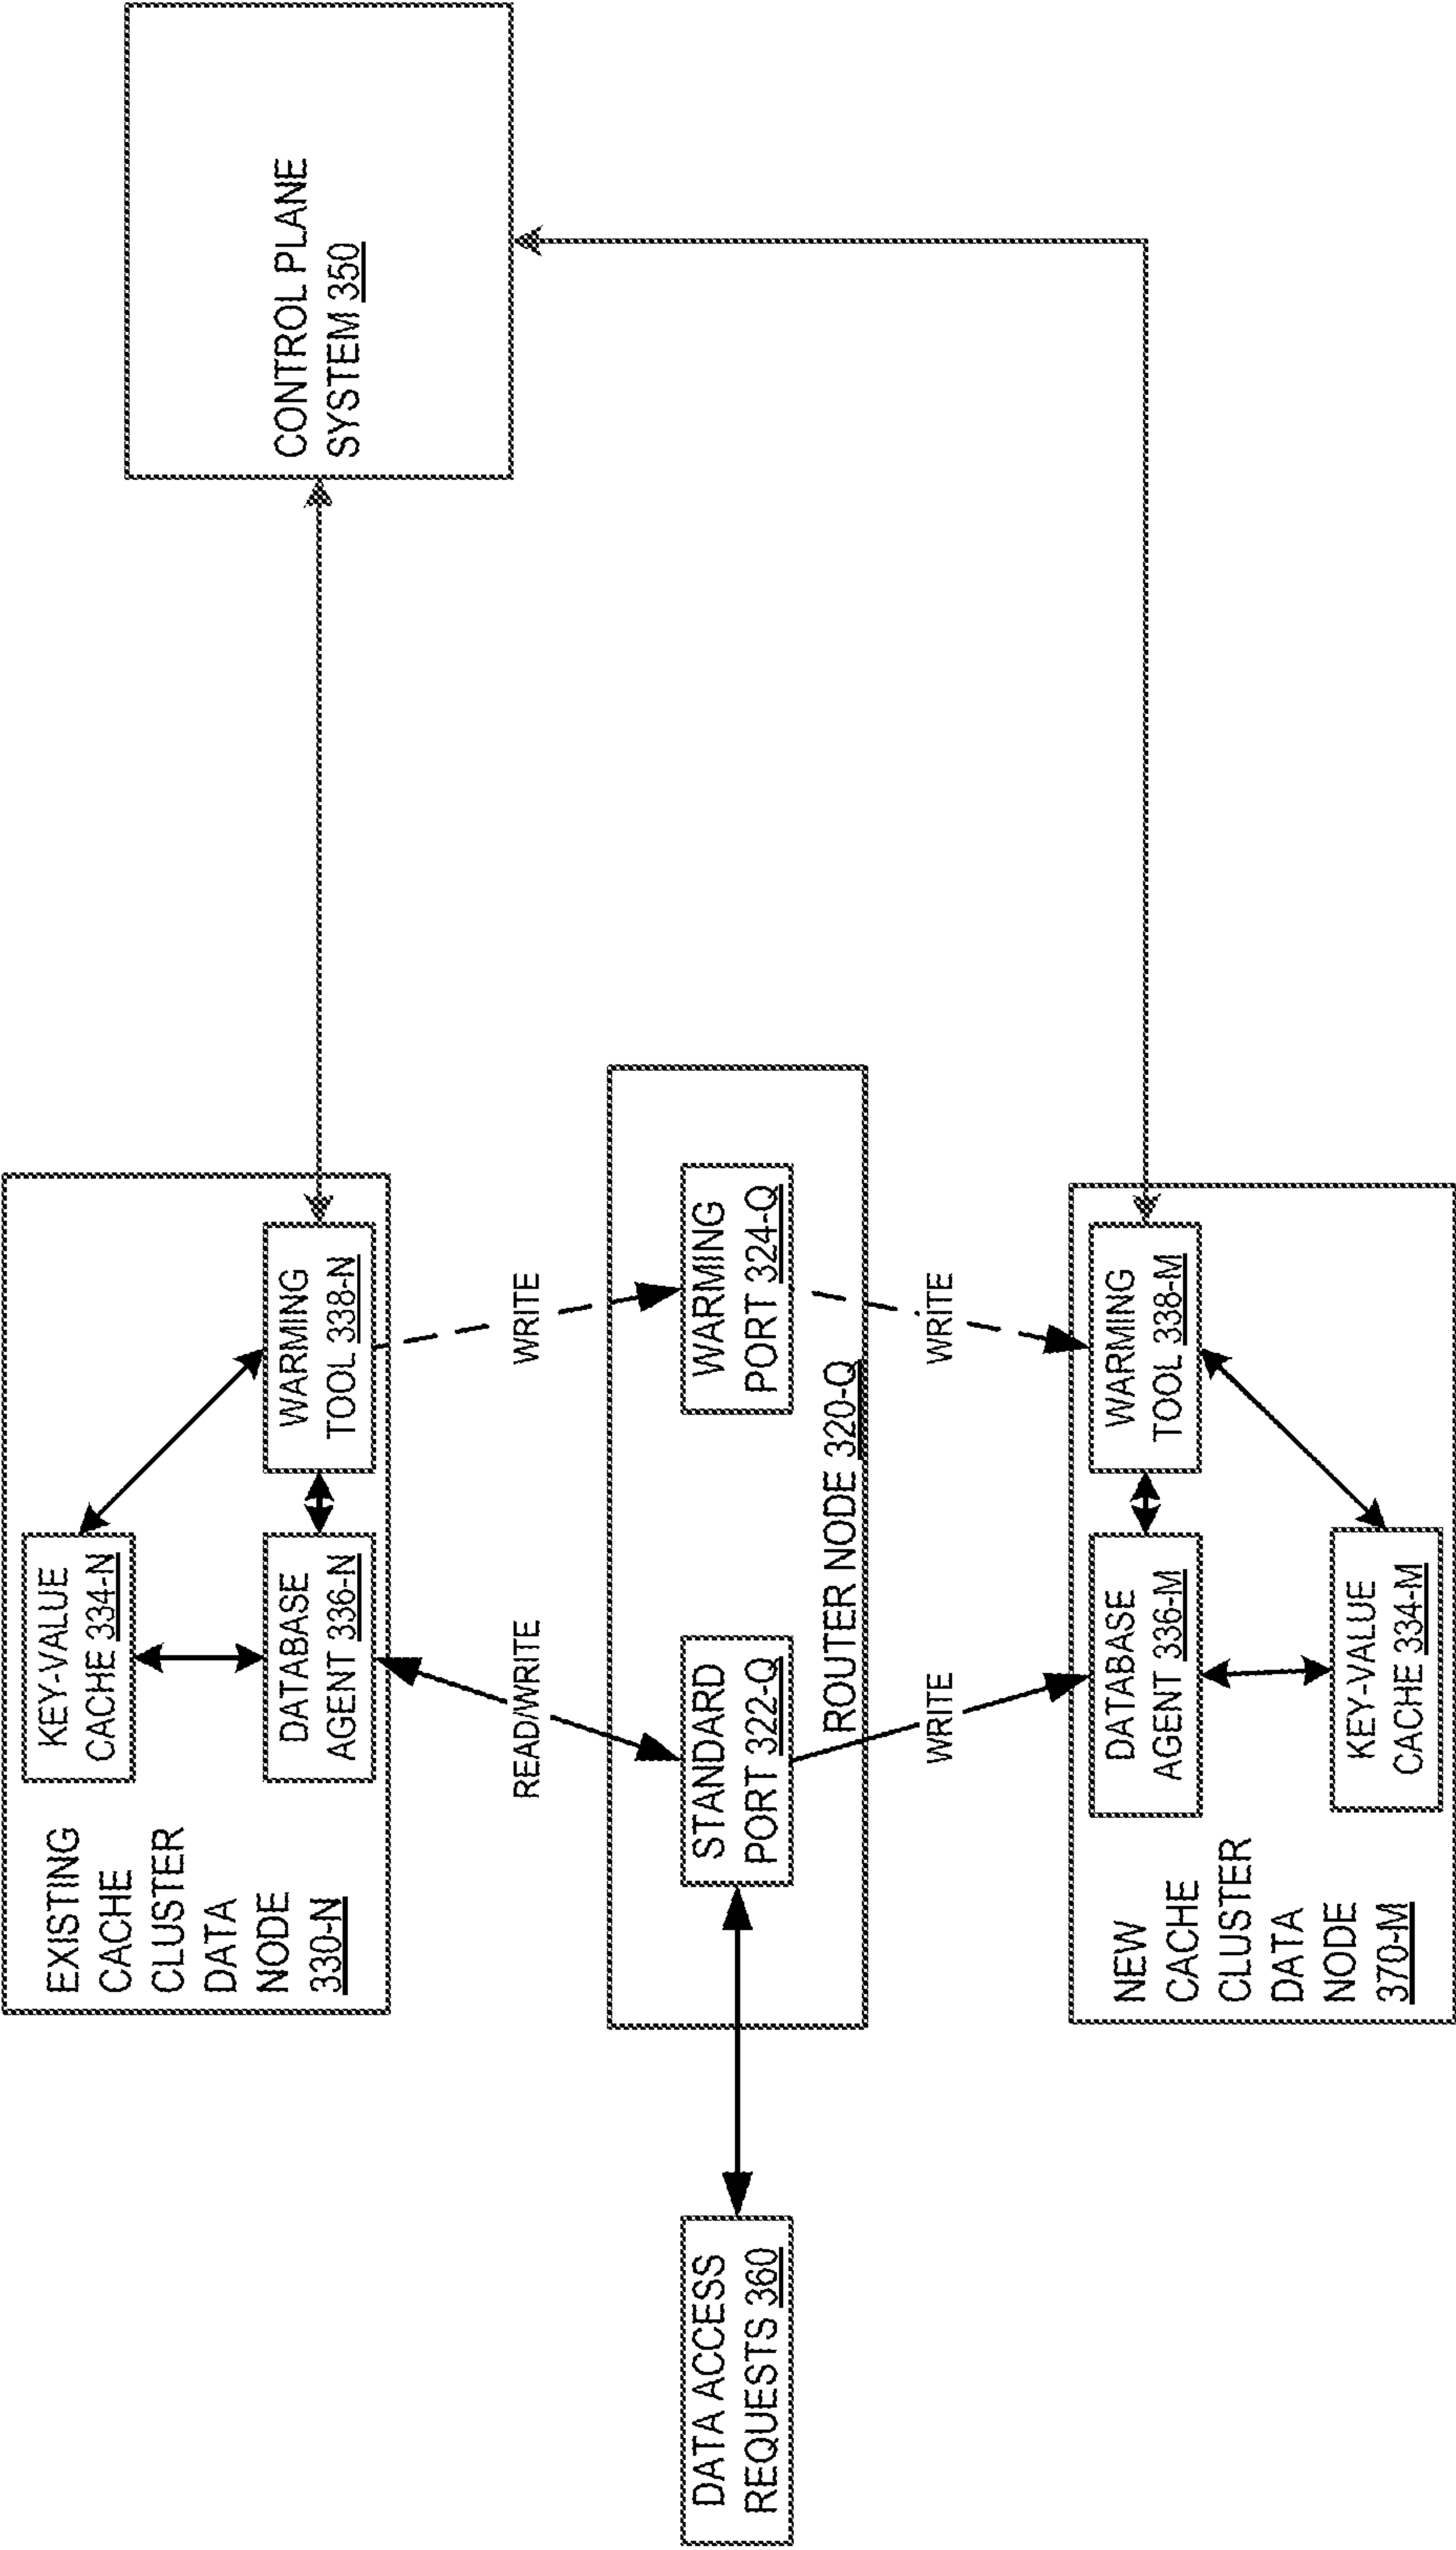 CONTROL PLANE
SYSTEM 350
EXISTING
CACHE
CLUSTER
DATA
NODE
330-N
KEY-VALUE
CACHE 334-N
DATABASE
AGENT 336-N
WARMING
TOOL 338-N
READ/WRITE
WRITE
DATA ACCESS
REQUESTS 360
STANDARD
PORT 322-Q
WARMING
PORT 324-Q
ROUTER NODE 320-Q
WRITE
WRITE
NEW
CACHE
CLUSTER
DATA
NODE
370-M
DATABASE
AGENT 336-M
WARMING
TOOL 338-M
KEY-VALUE
CACHE 334-M